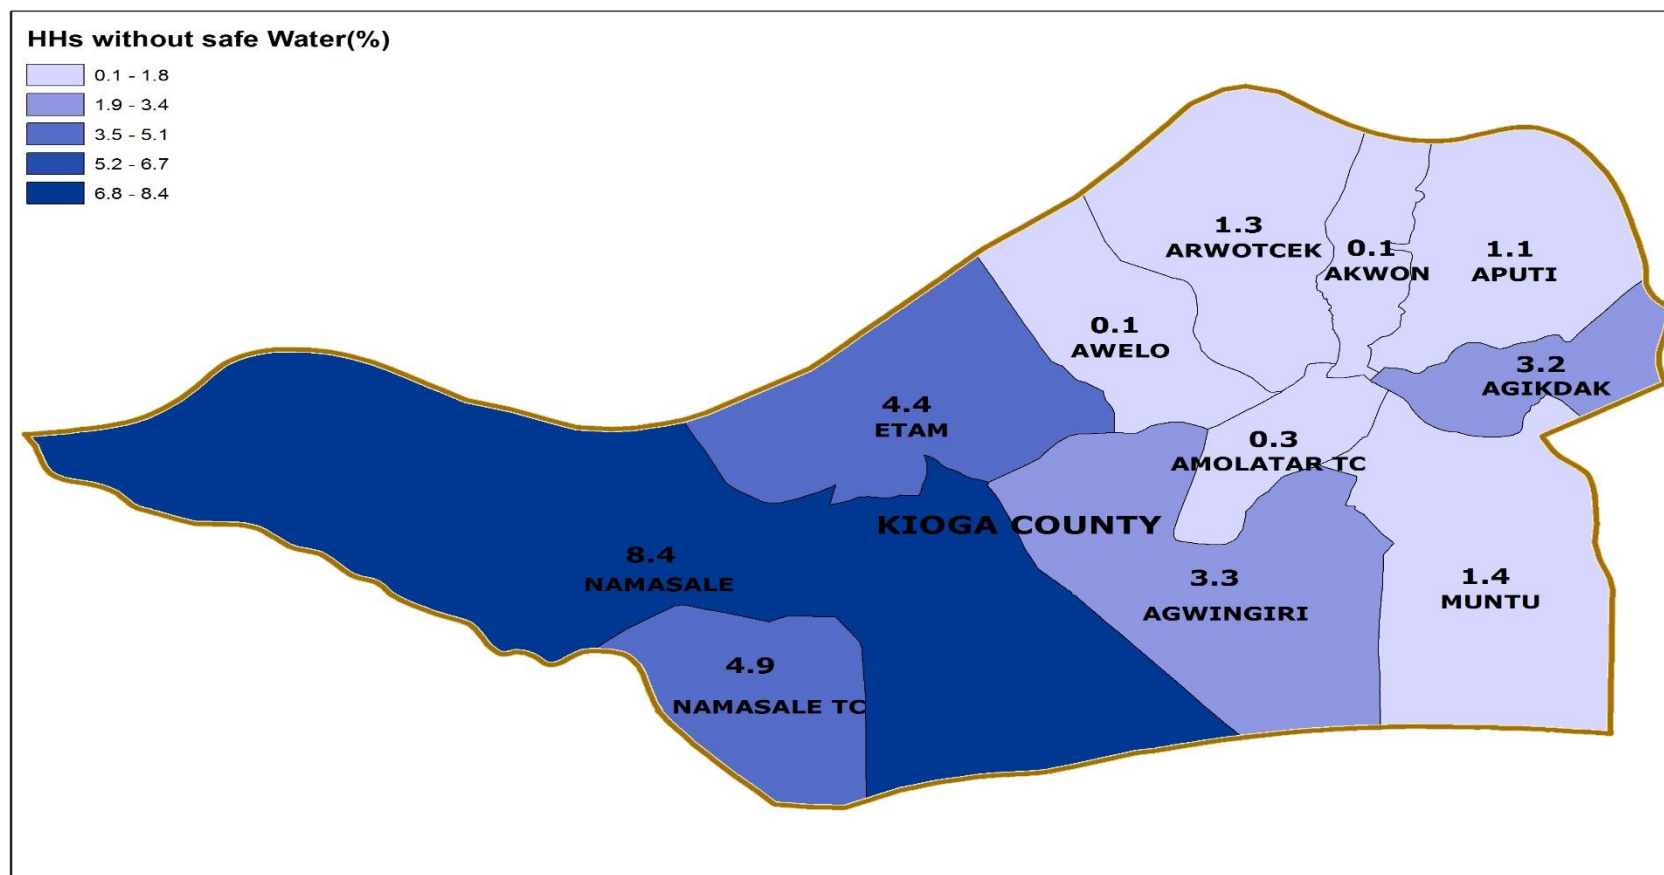 HHs without safe Water(%)
0.1 - 1.8
1.9 - 3.4
3.5 - 5.1
5.2 - 6.7
6.8 - 8.4
1.3
ARWOTCEK
0.1
AKWON
1.1
APUTI
0.1
AWELO
3.2
AGIKDAK
4.4
ETAM
0.3
AMOLATAR TC
KIOGA COUNTY
8.4
NAMASALE
3.3
AGWINGIRI
1.4
MUNTU
4.9
NAMASALE TC